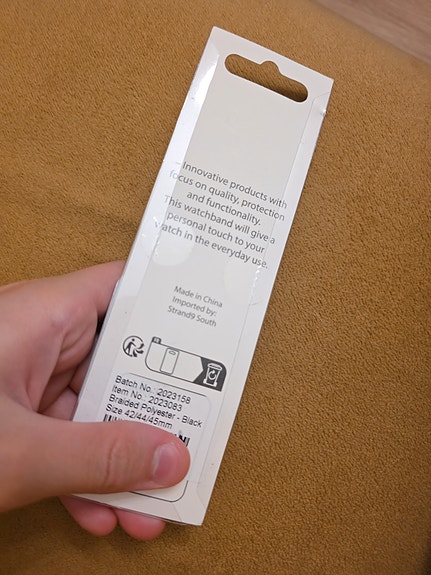 Innovative products with
focus on quality, protection
and functionality.
This watchband will give a
personal touch to your
watch in the everyday use.
Made in China
Imported by:
Strand9 South
Batch No.: 2023158
Item No.: 2023083
Braided Polyester - Black
Size 42/44/45mm